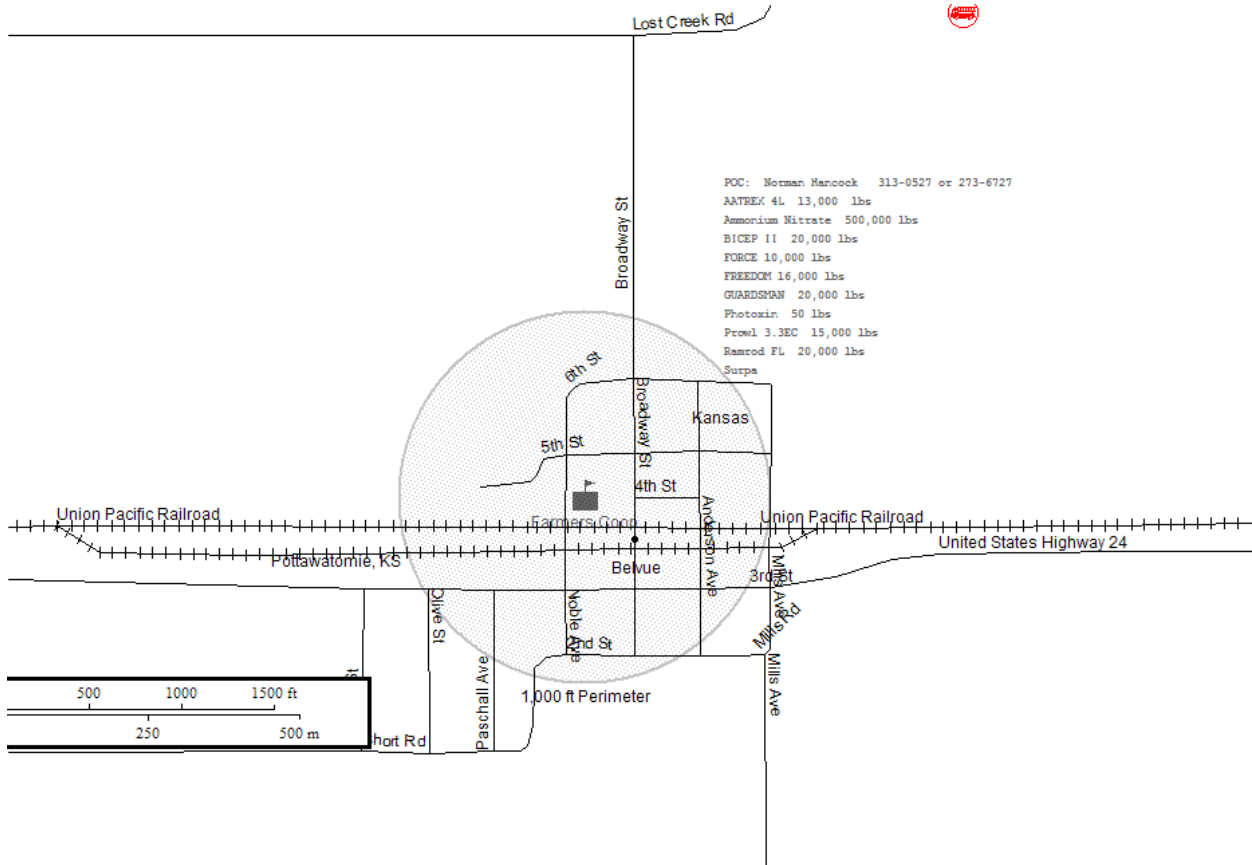 Lost Creek Rd
Broadway St
POC: Norman Hancock 313-0527 or 273-6727
AATREX 4L 13,000 lbs
Ammonium Nitrate 500,000 lbs
BICEP II 20,000 lbs
FORCE 10,000 lbs
FREEDOM 16,000 lbs
GUARDSMAN 20,000 lbs
Photoxin 50 lbs
Prowl 3.3EC 15,000 lbs
Ramrod FL 20,000 lbs
Surpa
6th St
Broadway St
Kansas
5th St
4th St
Union Pacific Railroad
Farmers Coop
Anderson Ave
Union Pacific Railroad
United States Highway 24
Pottawatomie, KS
Belvue
3rd St
Mills Ave
Olive St
Noble Ave
2nd St
Mills Rd
Paschall Ave
Mills Ave
St
1,000 ft Perimeter
500 1000 1500 ft
250 500 m
hort Rd